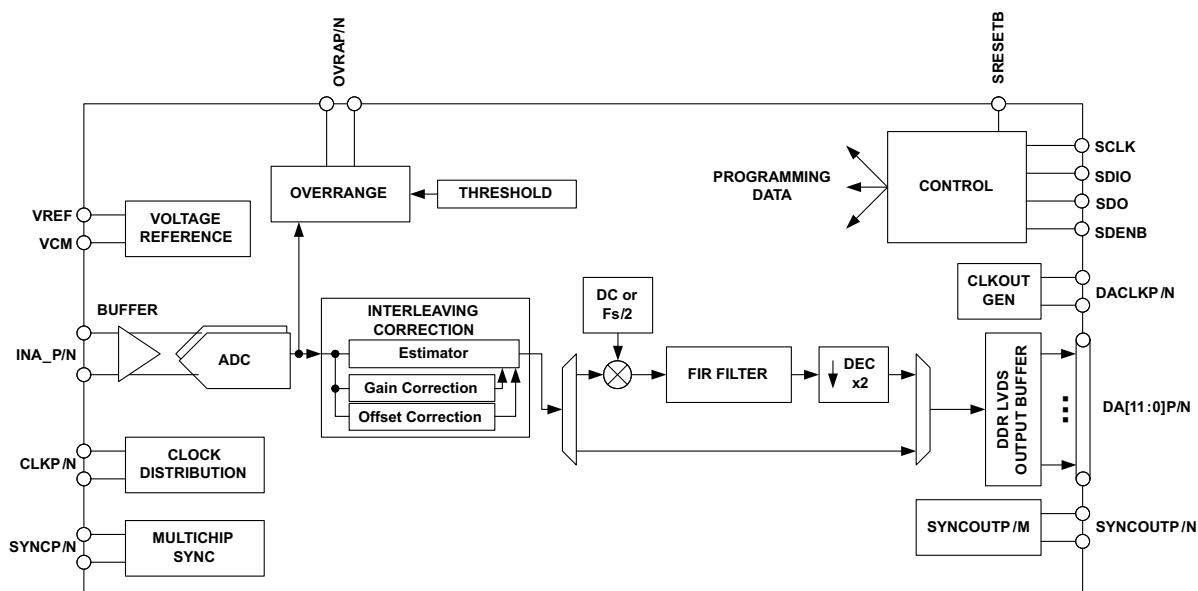 OVRAP/N
SRESETB
OVERRANGE
THRESHOLD
PROGRAMMING
DATA
CONTROL
SCLK
SDIO
SDO
SDENB
VREF
VCM
VOLTAGE
REFERENCE
CLKOUT
GEN
DACLKP/N
BUFFER
INA_P/N
ADC
INTERLEAVING
CORRECTION
Estimator
Gain Correction
Offset Correction
DC or
Fs/2
FIR FILTER
DEC
x2
DDR LVDS
OUTPUT BUFFER
DA[11:0]P/N
CLKP/N
CLOCK
DISTRIBUTION
SYNCP/N
MULTICHIP
SYNC
SYNCOUTP/M
SYNCOUTP/N